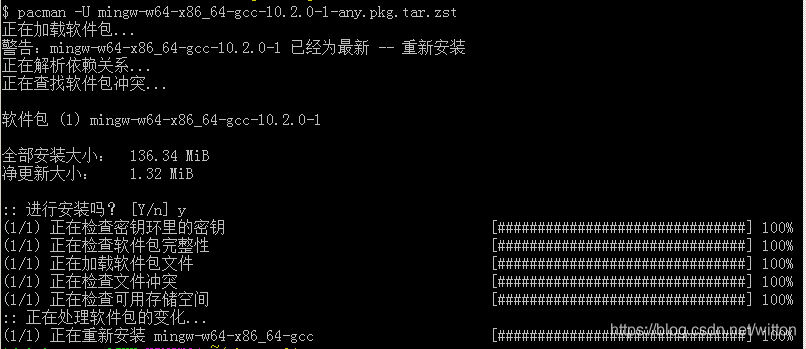 $ pacman -U mingw-w64-x86_64-gcc-10.2.0-1-any.pkg.tar.zst
正在加载软件包...
警告：mingw-w64-x86_64-gcc-10.2.0-1 已经为最新 -- 重新安装
正在解析依赖关系...
正在查找软件包冲突...
软件包 (1) mingw-w64-x86_64-gcc-10.2.0-1
全部安装大小： 136.34 MiB
净更新大小： 1.32 MiB
:: 进行安装吗？ [Y/n] y
(1/1) 正在检查密钥环里的密钥 [###############################] 100%
(1/1) 正在检查软件包完整性 [###############################] 100%
(1/1) 正在加载软件包文件 [###############################] 100%
(1/1) 正在检查文件冲突 [###############################] 100%
(1/1) 正在检查可用存储空间 [###############################] 100%
:: 正在处理软件包的变化...
(1/1) 正在重新安装 mingw-w64-x86_64-gcc [###############################] 100%
https://blog.csdn.net/witton